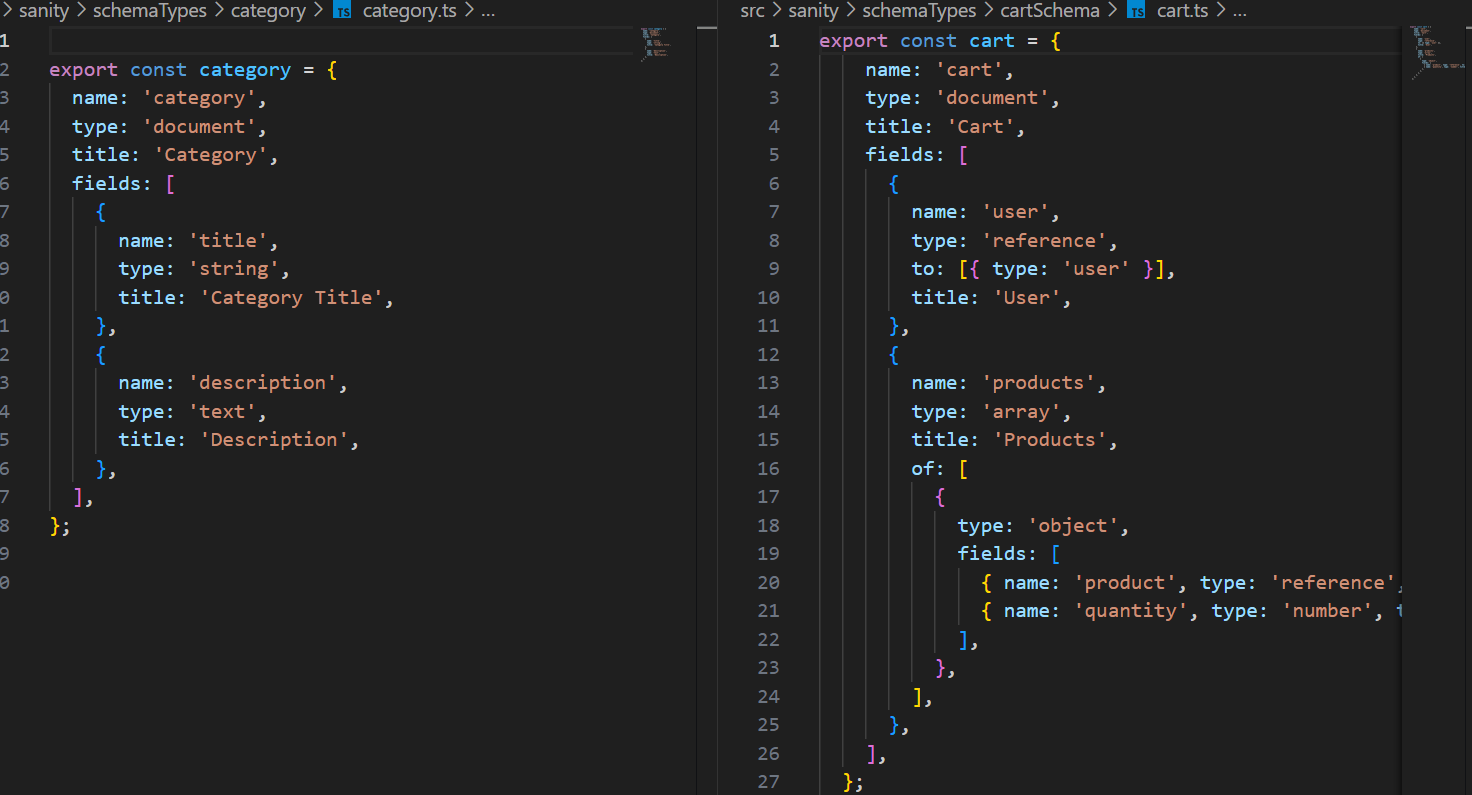 sanity > schemaTypes > category > TS category.ts > ...
1
2 export const category = {
3 name: 'category',
4 type: 'document',
5 title: 'Category',
6 fields: [
7 {
8 name: 'title',
9 type: 'string',
0 title: 'Category Title',
1 },
2 {
3 name: 'description',
4 type: 'text',
5 title: 'Description',
6 },
7 ],
8 };
9
0
src > sanity > schemaTypes > cartSchema > TS cart.ts > ...
1 export const cart = {
2 name: 'cart',
3 type: 'document',
4 title: 'Cart',
5 fields: [
6 {
7 name: 'user',
8 type: 'reference',
9 to: [{ type: 'user' }],
10 title: 'User',
11 },
12 {
13 name: 'products',
14 type: 'array',
15 title: 'Products',
16 of: [
17 {
18 type: 'object',
19 fields: [
20 { name: 'product', type: 'reference',
21 { name: 'quantity', type: 'number', t
22 ],
23 },
24 ],
25 },
26 ],
27 };